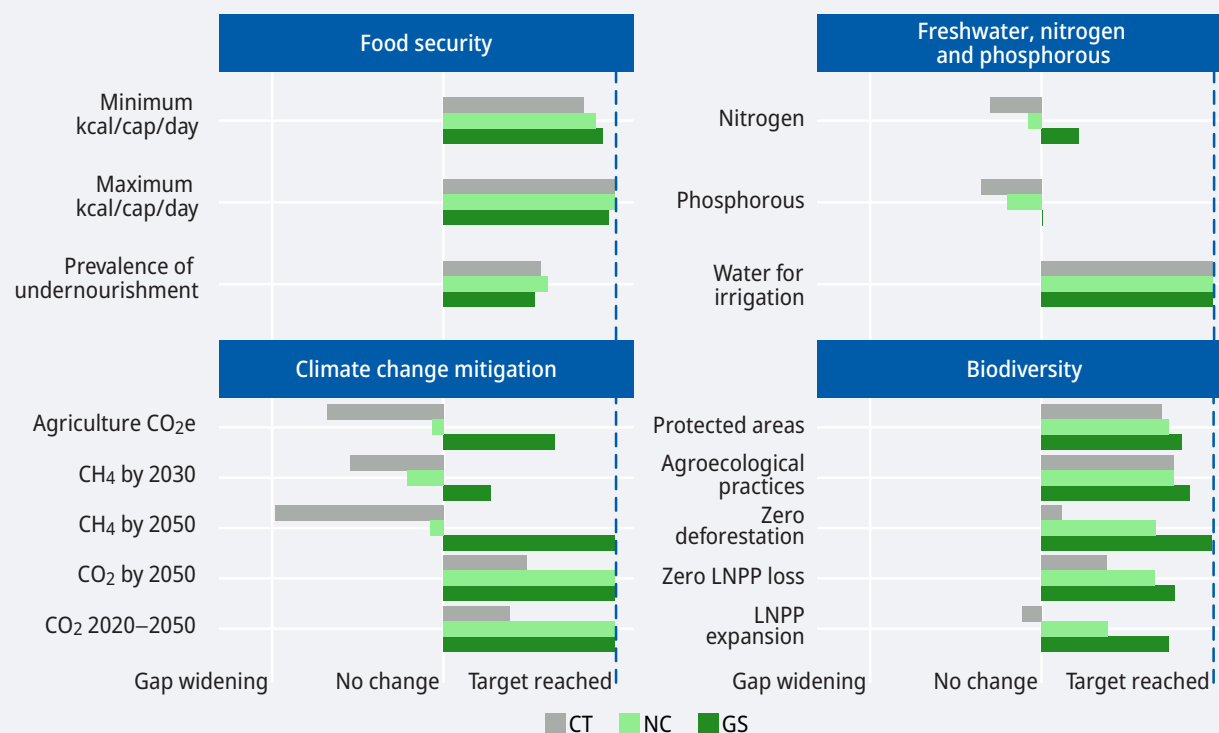 Food security
Minimum
kcal/cap/day
Maximum
kcal/cap/day
Prevalence of
undernourishment
Freshwater, nitrogen
and phosphorous
Nitrogen
Phosphorous
Water for
irrigation
Climate change mitigation
Agriculture CO2e
CH4 by 2030
CH4 by 2050
CO2 by 2050
CO2 2020–2050
Gap widening No change Target reached
Biodiversity
Protected areas
Agroecological
practices
Zero
deforestation
Zero LNPP loss
LNPP
expansion
Gap widening No change Target reached
CT NC GS